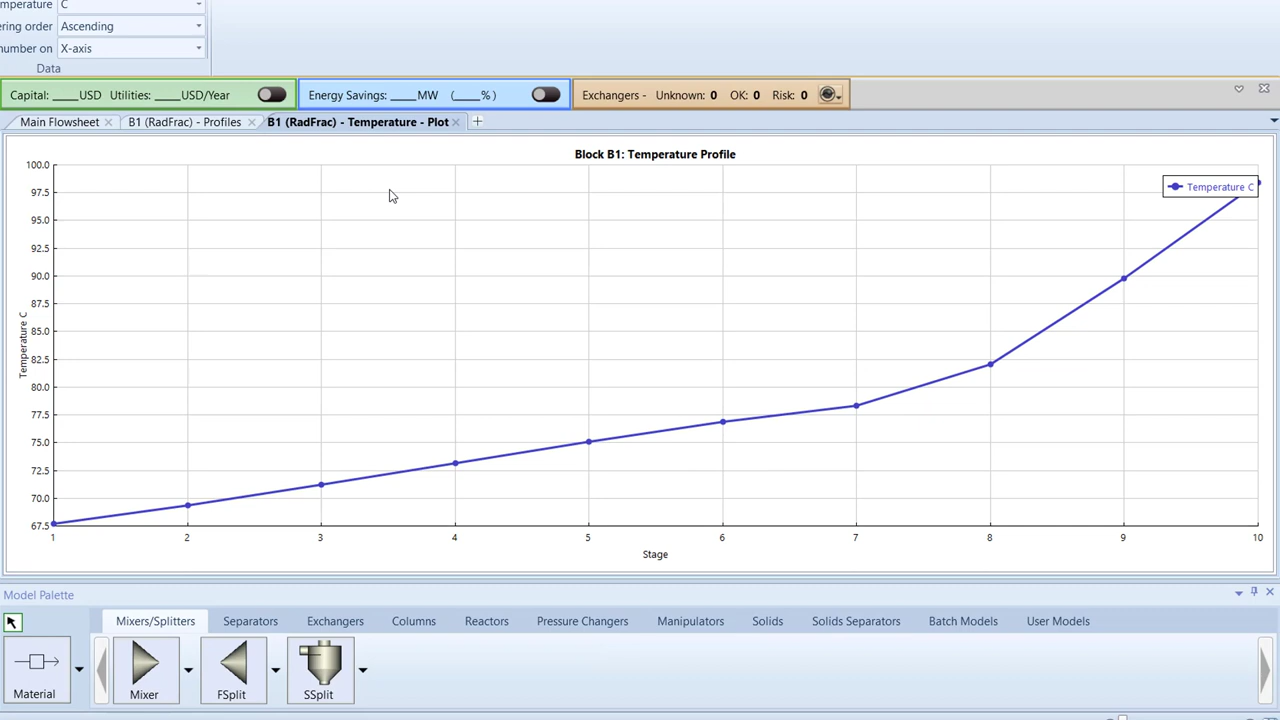 mperature C
ering order Ascending
number on X-axis
Data
Capital: ____USD Utilities: ____USD/Year
Energy Savings: ____MW (____%)
Exchangers - Unknown: 0 OK: 0 Risk: 0
Main Flowsheet
B1 (RadFrac) - Profiles
B1 (RadFrac) - Temperature - Plot
Block B1: Temperature Profile
Temperature C
100.0
97.5
95.0
92.5
90.0
87.5
85.0
82.5
80.0
77.5
75.0
72.5
70.0
67.5
Temperature C
1 2 3 4 5 6 7 8 9 10
Stage
Model Palette
Mixers/Splitters Separators Exchangers Columns Reactors Pressure Changers Manipulators Solids Solids Separators Batch Models User Models
Material Mixer FSplit SSplit